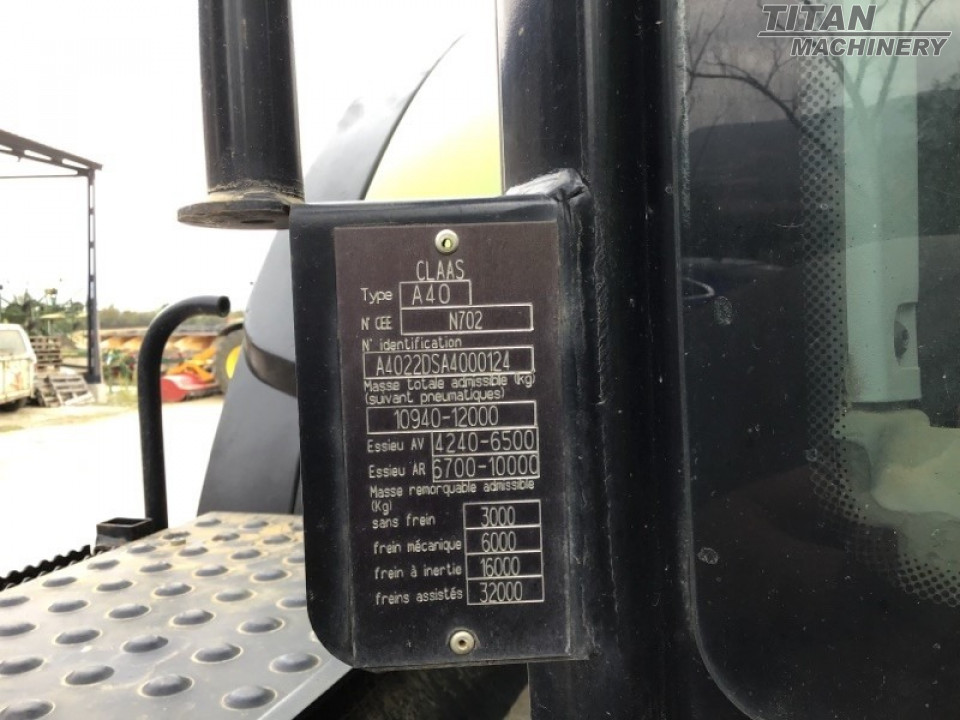 TITAN
MACHINERY
CLAAS
Type A40
N° CEE N702
N° identification
A4022DSA4000124
Masse totale admissible (kg)
(suivant pneumatiques)
10940-12000
Essieu AV 4240-6500
Essieu AR 6700-10000
Masse remorquable admissible
(Kg)
sans frein 3000
frein mécanique 6000
frein à inertie 16000
freins assistés 32000